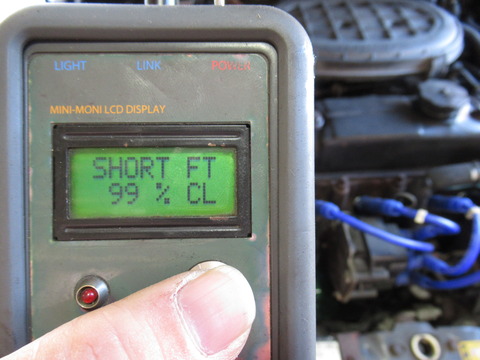 LIGHT LINK POWER
MINI-MONI LCD DISPLAY
SHORT FT
99 % CL